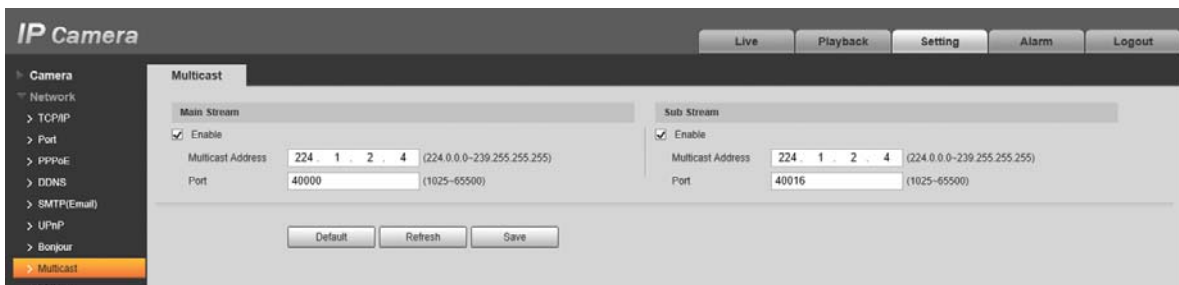 IP Camera
Live Playback Setting Alarm Logout
Camera
Network
> TCP/IP
> Port
> PPPoE
> DDNS
> SMTP(Email)
> UPnP
> Bonjour
> Multicast
Multicast
Main Stream
Enable
Multicast Address 224 . 1 . 2 . 4 (224.0.0.0~239.255.255.255)
Port 40000 (1025~65500)
Sub Stream
Enable
Multicast Address 224 . 1 . 2 . 4 (224.0.0.0~239.255.255.255)
Port 40016 (1025~65500)
Default Refresh Save